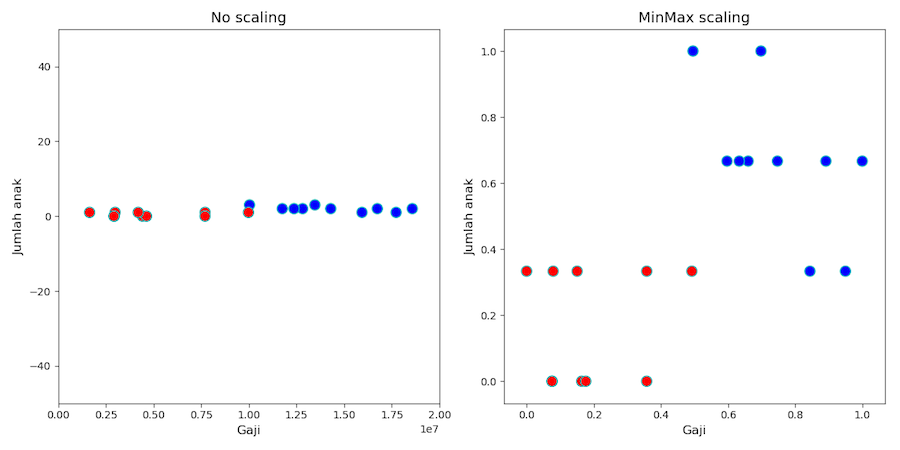 No scaling
40
20
0
−20
−40
Jumlah anak
0.00 0.25 0.50 0.75 1.00 1.25 1.50 1.75 2.00
1e7
Gaji
MinMax scaling
1.0
0.8
0.6
0.4
0.2
0.0
Jumlah anak
0.0 0.2 0.4 0.6 0.8 1.0
Gaji